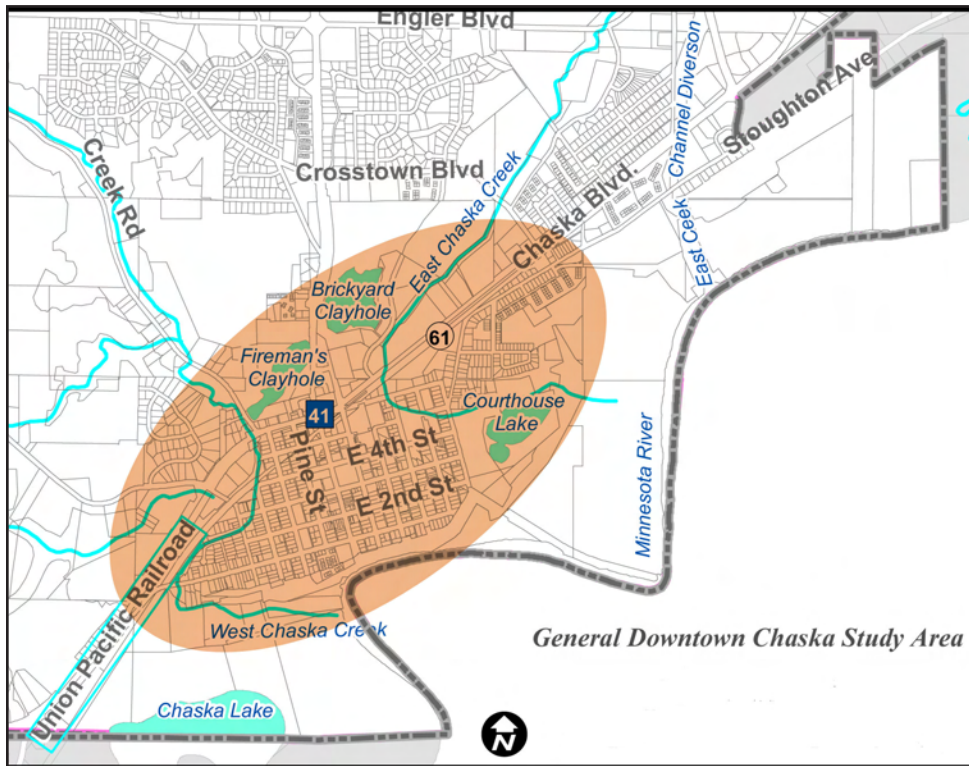 Engler Blvd
Stoughton Ave
East Ceek Channel Diverson
Creek Rd
Crosstown Blvd
East Chaska Creek
Chaska Blvd.
Brickyard
Clayhole
61
Fireman's
Clayhole
41
Courthouse
Lake
Pine St
E 4th St
E 2nd St
Minnesota River
Union Pacific Railroad
West Chaska Creek
General Downtown Chaska Study Area
Chaska Lake
N